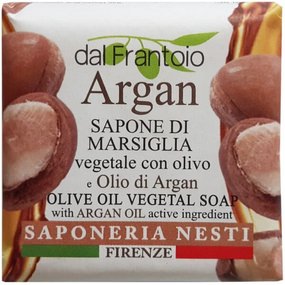 dal Frantoio
Argan
SAPONE DI
MARSIGLIA
vegetale con olivo
e Olio di Argan
OLIVE OIL VEGETAL SOAP
with ARGAN OIL active ingredient
SAPONERIA NESTI
FIRENZE